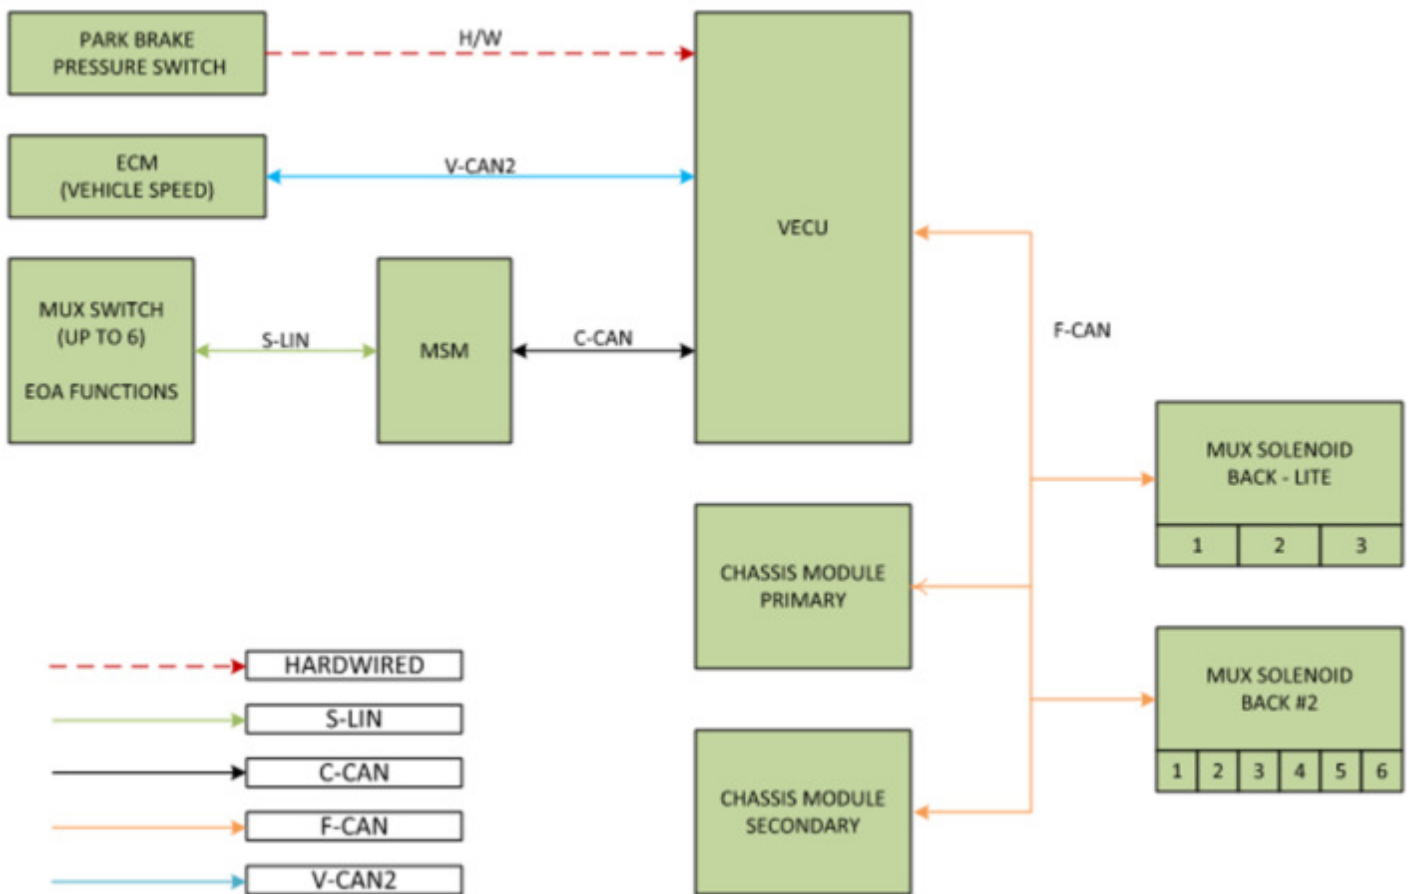 PARK BRAKE
PRESSURE SWITCH
H/W
ECM
(VEHICLE SPEED)
V-CAN2
VECU
MUX SWITCH
(UP TO 6)
EOA FUNCTIONS
S-LIN
MSM
C-CAN
F-CAN
MUX SOLENOID
BACK - LITE
1 2 3
CHASSIS MODULE
PRIMARY
MUX SOLENOID
BACK #2
1 2 3 4 5 6
CHASSIS MODULE
SECONDARY
HARDWIRED
S-LIN
C-CAN
F-CAN
V-CAN2